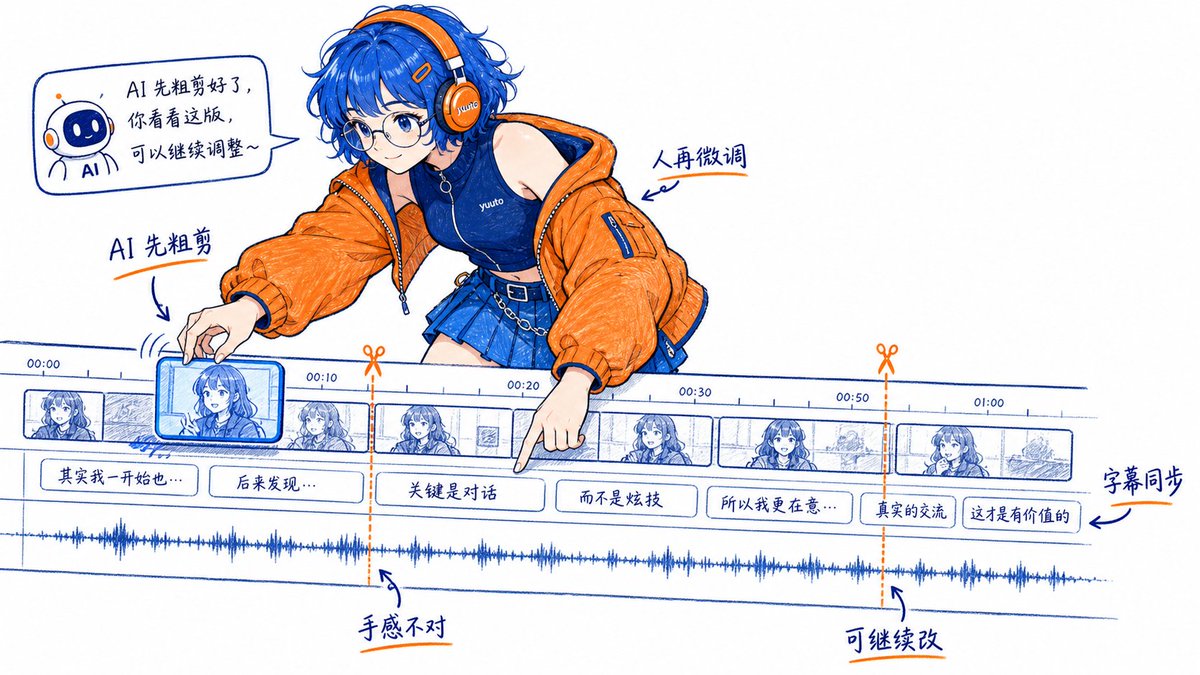 AI 先粗剪好了，
你看看这版，
可以继续调整~
AI
yuuto
yuuto
人再微调
AI 先粗剪
00:00
00:10
00:20
00:30
00:50
01:00
其实我一开始也…
后来发现…
关键是对话
而不是炫技
所以我更在意…
真实的交流
这才是有价值的
字幕同步
手感不对
可继续改